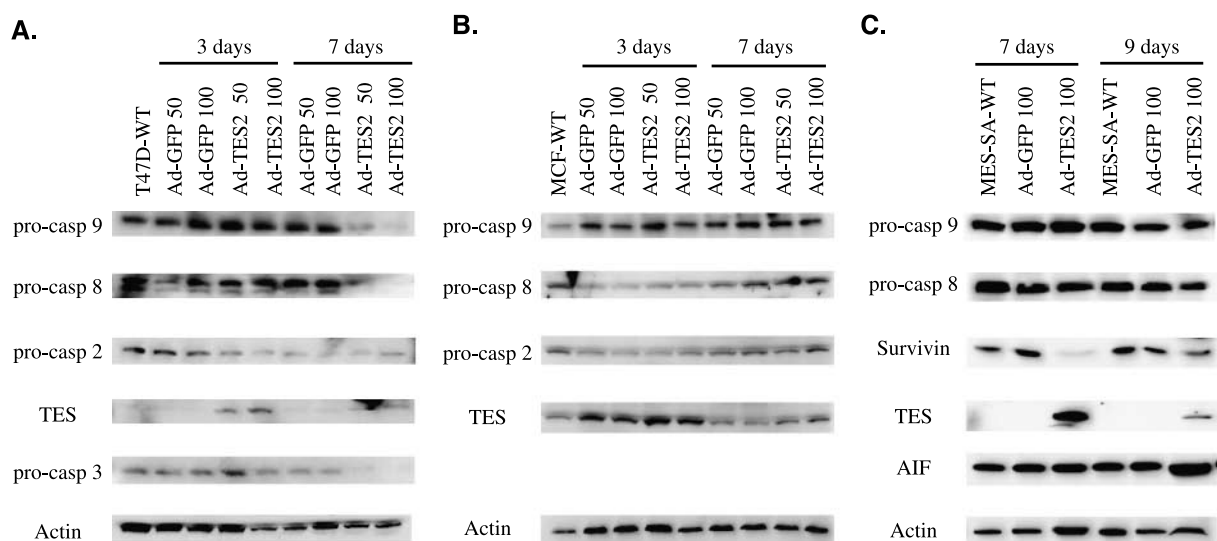 A.
3 days
7 days
T47D-WT
Ad-GFP 50
Ad-GFP 100
Ad-TES2 50
Ad-TES2 100
Ad-GFP 50
Ad-GFP 100
Ad-TES2 50
Ad-TES2 100
pro-casp 9
pro-casp 8
pro-casp 2
TES
pro-casp 3
Actin
B.
3 days
7 days
MCF-WT
Ad-GFP 50
Ad-GFP 100
Ad-TES2 50
Ad-TES2 100
Ad-GFP 50
Ad-GFP 100
Ad-TES2 50
Ad-TES2 100
pro-casp 9
pro-casp 8
pro-casp 2
TES
Actin
C.
7 days
9 days
MES-SA-WT
Ad-GFP 100
Ad-TES2 100
MES-SA-WT
Ad-GFP 100
Ad-TES2 100
pro-casp 9
pro-casp 8
Survivin
TES
AIF
Actin